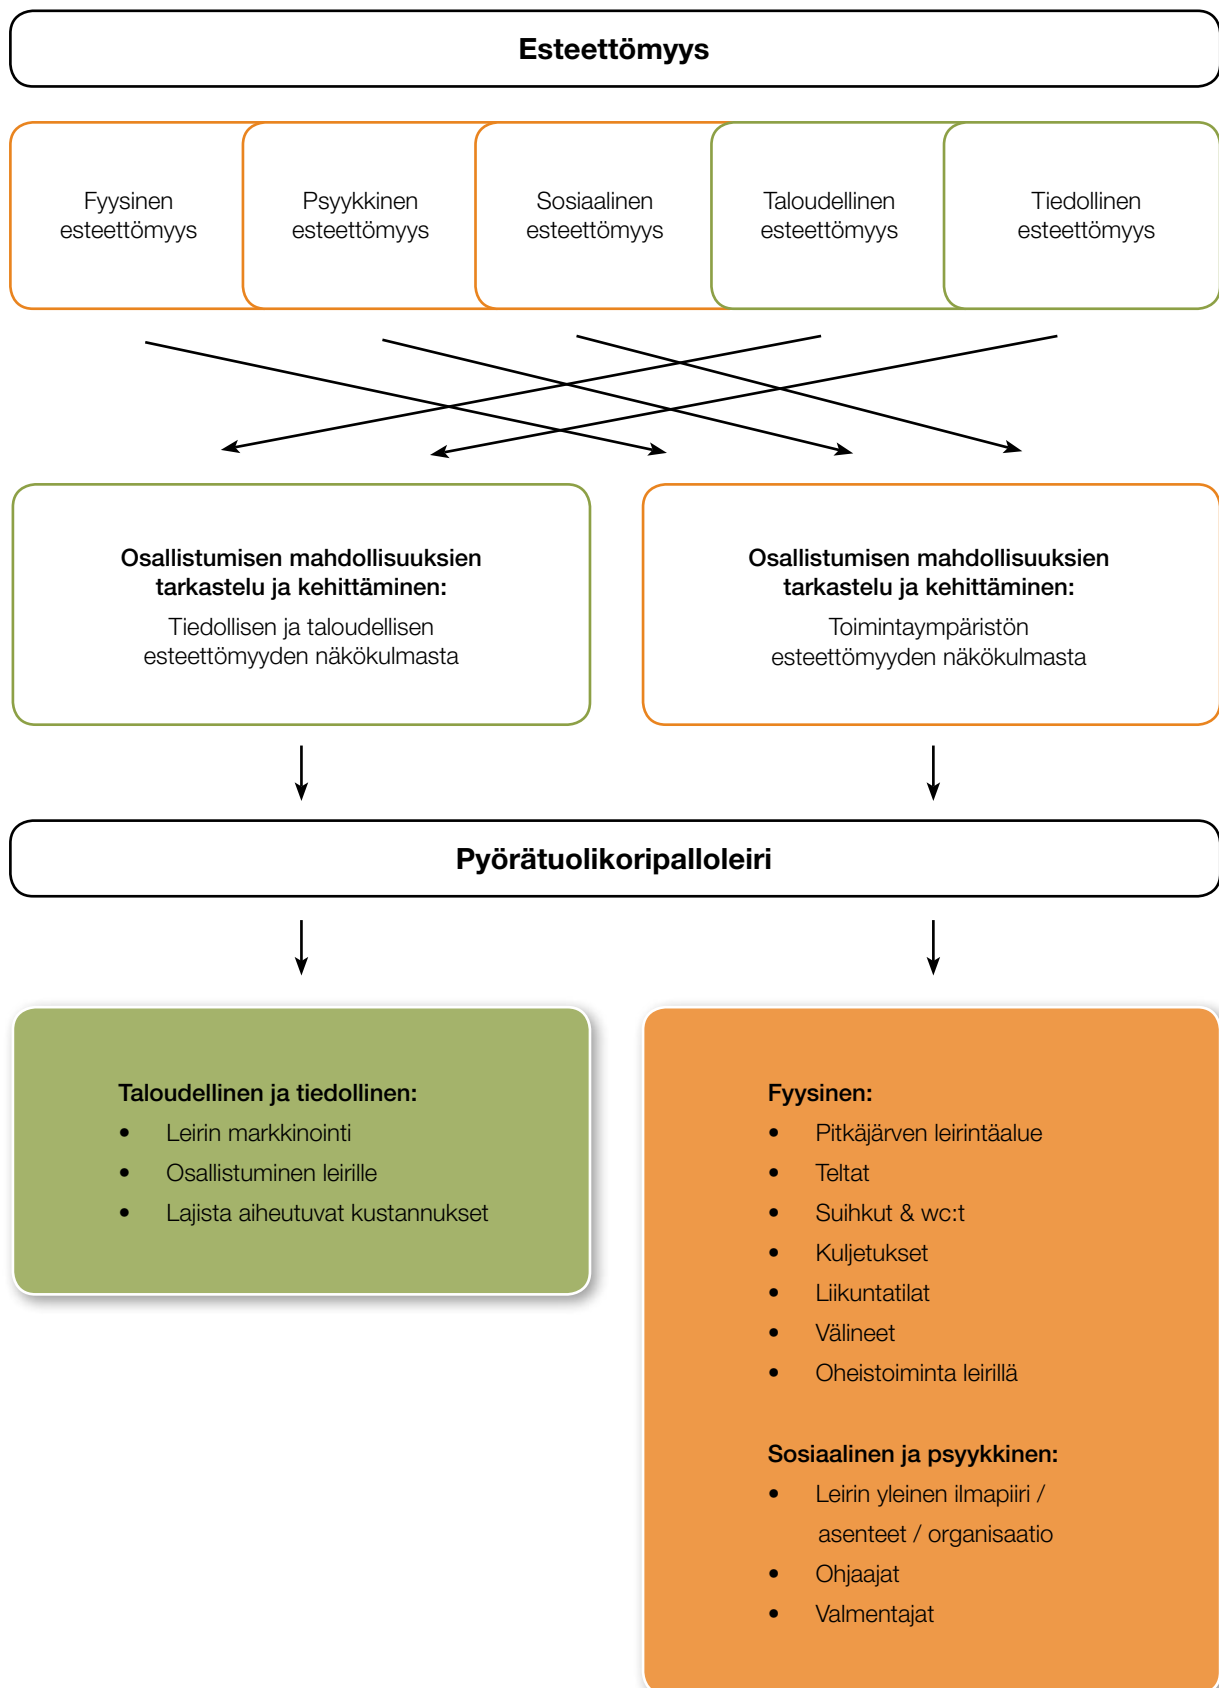 Esteettömyys
Fyysinen
esteettömyys
Psyykkinen
esteettömyys
Sosiaalinen
esteettömyys
Taloudellinen
esteettömyys
Tiedollinen
esteettömyys
Osallistumisen mahdollisuuksien
tarkastelu ja kehittäminen:
Tiedollisen ja taloudellisen
esteettömyyden näkökulmasta
Osallistumisen mahdollisuuksien
tarkastelu ja kehittäminen:
Toimintaympäristön
esteettömyyden näkökulmasta
Pyörätuolikoripalloleiri
Taloudellinen ja tiedollinen:
• Leirin markkinointi
• Osallistuminen leirille
• Lajista aiheutuvat kustannukset
Fyysinen:
• Pitkäjärven leirintäalue
• Teltat
• Suihkut & wc:t
• Kuljetukset
• Liikuntatilat
• Välineet
• Oheistoiminta leirillä
Sosiaalinen ja psyykkinen:
• Leirin yleinen ilmapiiri /
asenteet / organisaatio
• Ohjaajat
• Valmentajat